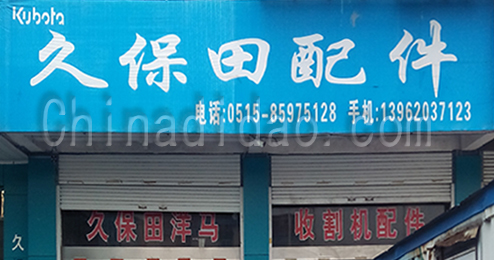 Kubota
久保田配件
电话:0515-85975128 手机:13962037123
Chinadidao.com
久保田洋马
收割机配件
久